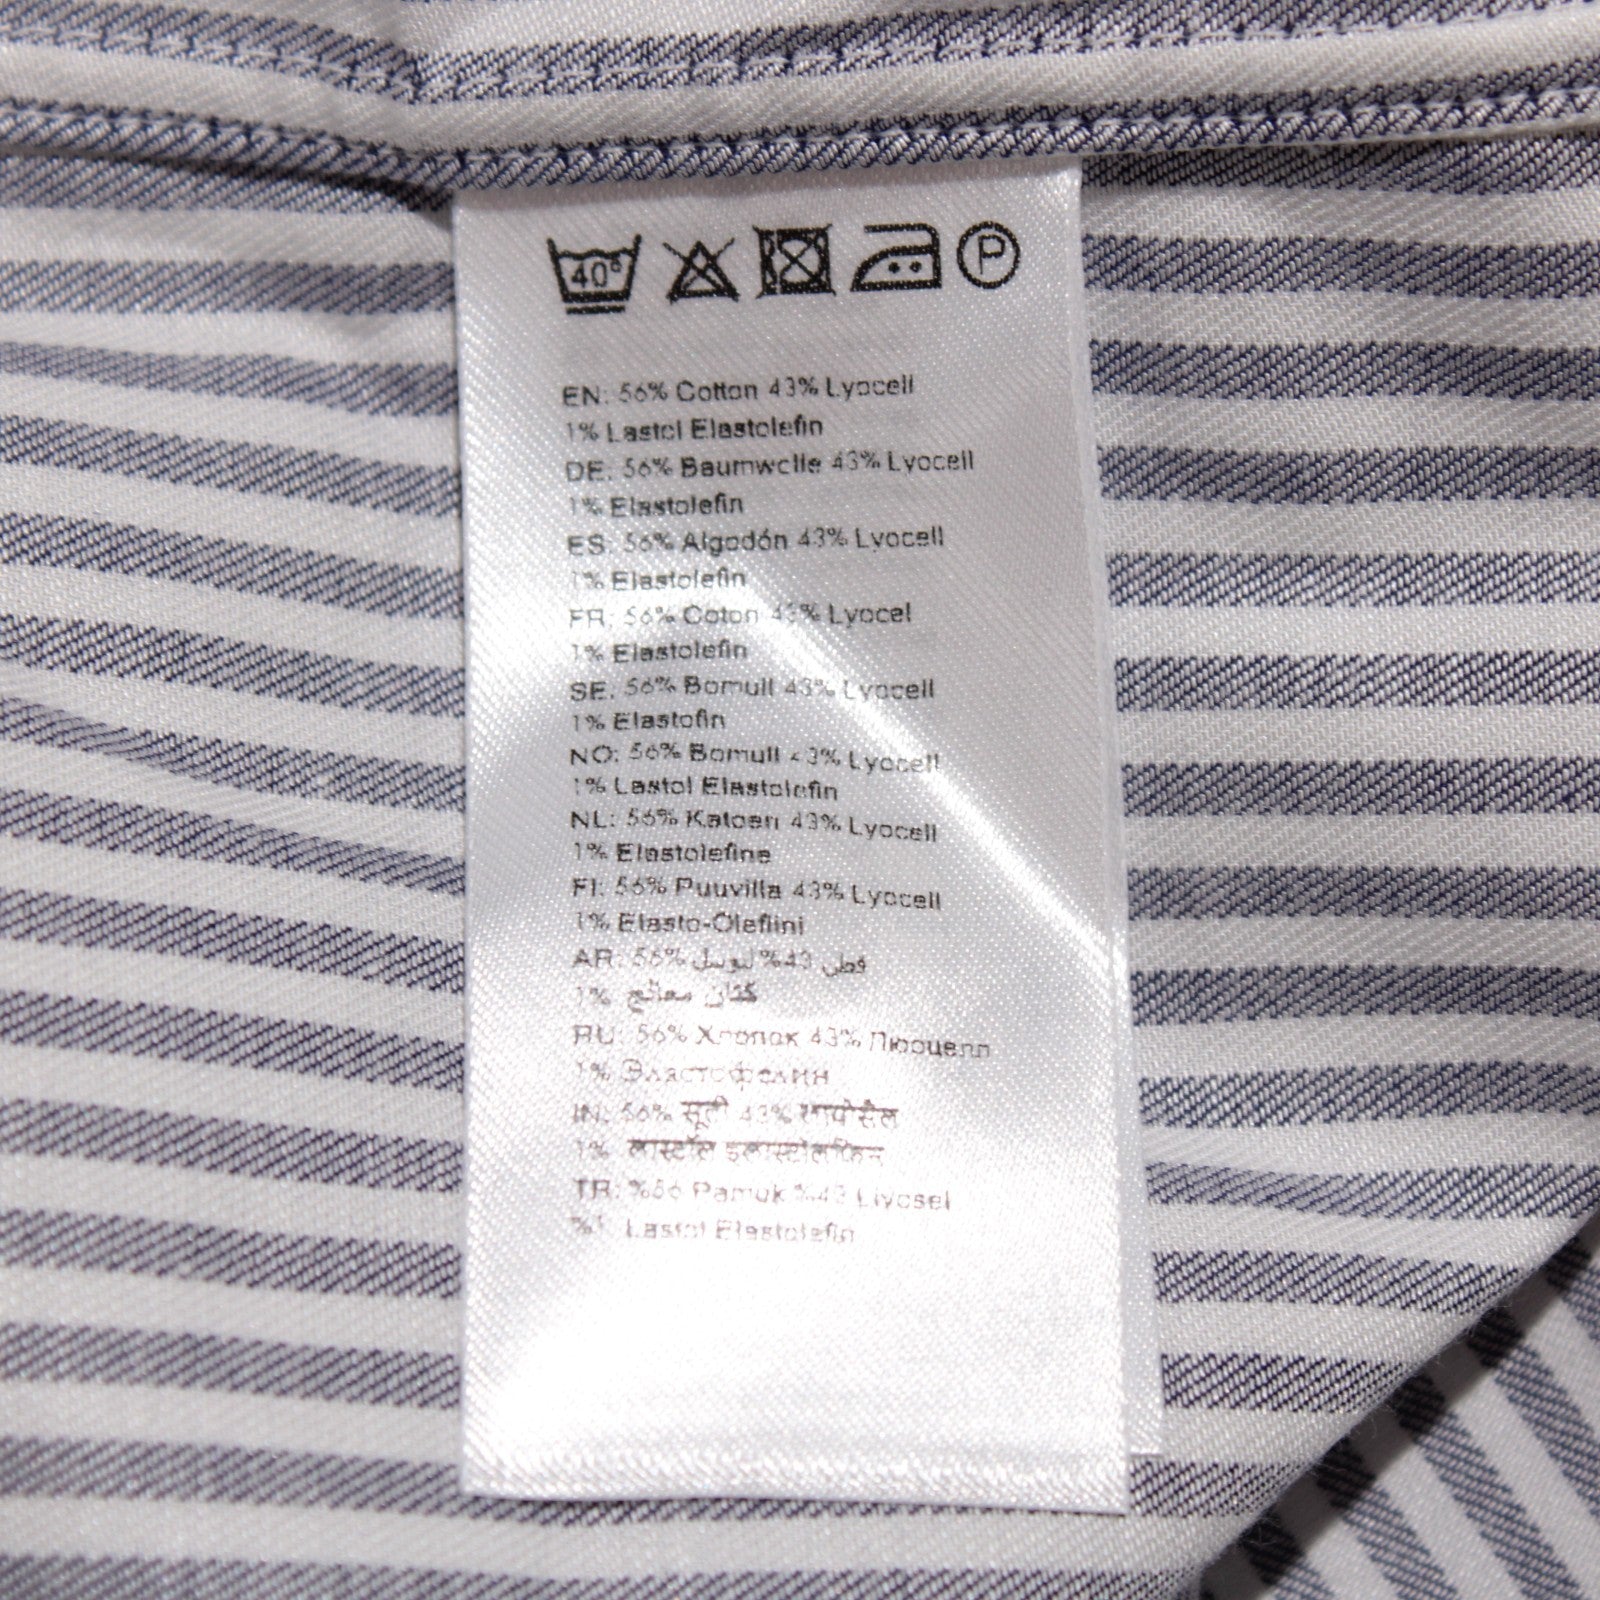 40°
P
EN: 56% Cotton 43% Lyocell
1% Lastol Elastolefin
DE: 56% Baumwolle 43% Lyocell
1% Elastolefin
ES: 56% Algodón 43% Lyocell
1% Elastolefin
FR: 56% Coton 43% Lyocel
1% Elastolefin
SE: 56% Bomull 43% Lyocell
1% Elastofin
NO: 56% Bomull 43% Lyocell
1% Lastol Elastolefin
NL: 56% Katoen 43% Lyocell
1% Elastolefine
FI: 56% Puuvilla 43% Lyocell
1% Elasto-Olefiini
AR: 56% قطن 43%
1%
RU: 56% Хлопок 43% Лиоцелл
1%
IN: 56% सूती 43%
1% लास्टॉल इलास्टोलेफिन
TR: %56 Pamuk %43 Liyosel
%1 Lastol Elastolefin